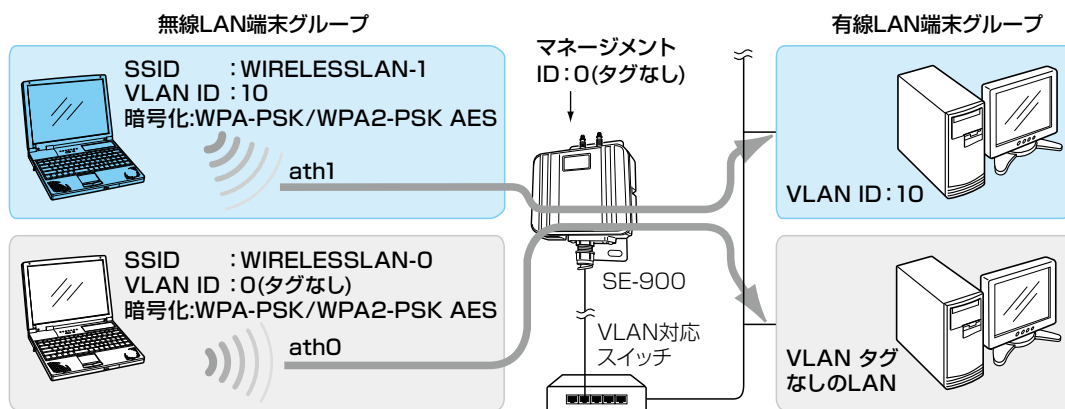 無線LAN端末グループ
SSID :WIRELESSLAN-1
VLAN ID :10
暗号化:WPA-PSK/WPA2-PSK AES
ath1
SSID :WIRELESSLAN-0
VLAN ID :0(タグなし)
暗号化:WPA-PSK/WPA2-PSK AES
ath0
マネージメント
ID:0(タグなし)
SE-900
VLAN対応
スイッチ
有線LAN端末グループ
VLAN ID:10
VLAN タグ
なしのLAN